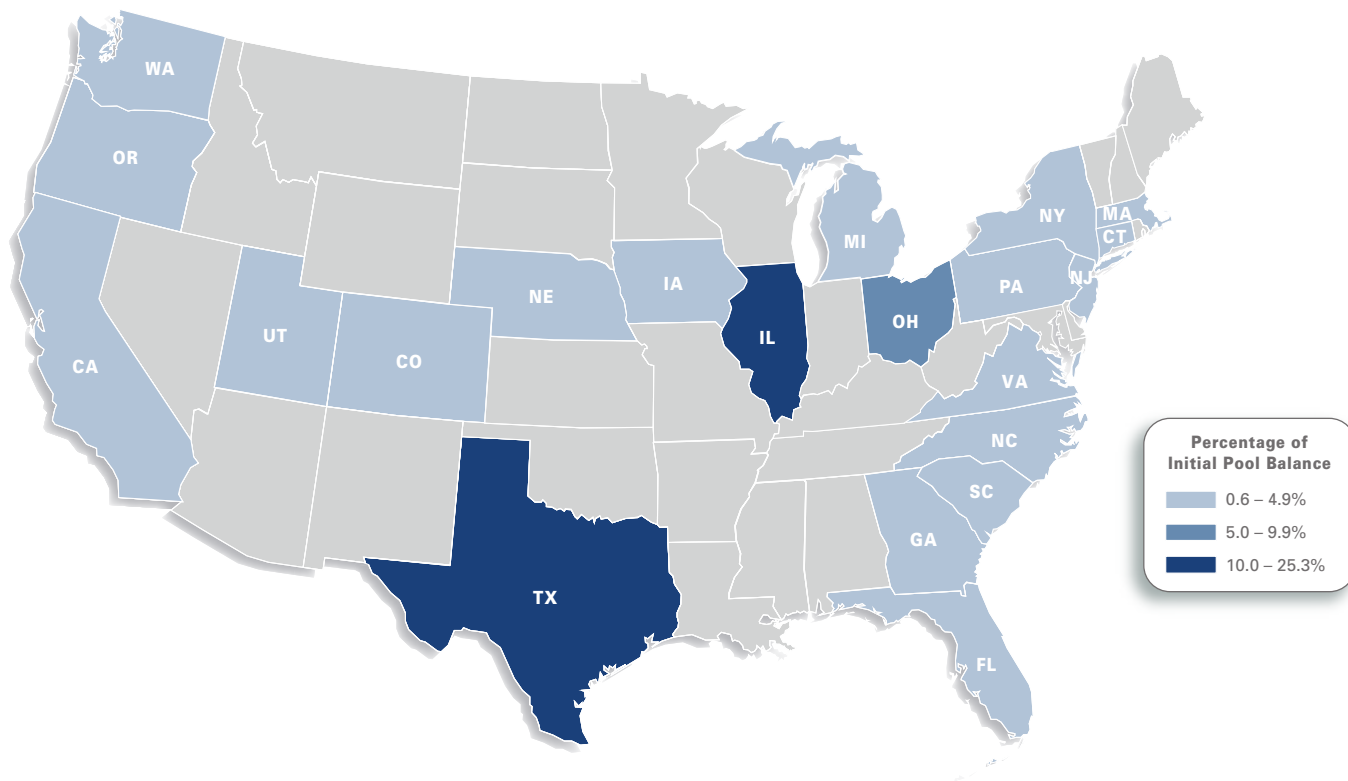 WA
OR
CA
UT
CO
NE
IA
MI
IL
OH
TX
NY
MA
CT
NJ
PA
VA
NC
SC
GA
FL
Percentage of
Initial Pool Balance
0.6 – 4.9%
5.0 – 9.9%
10.0 – 25.3%